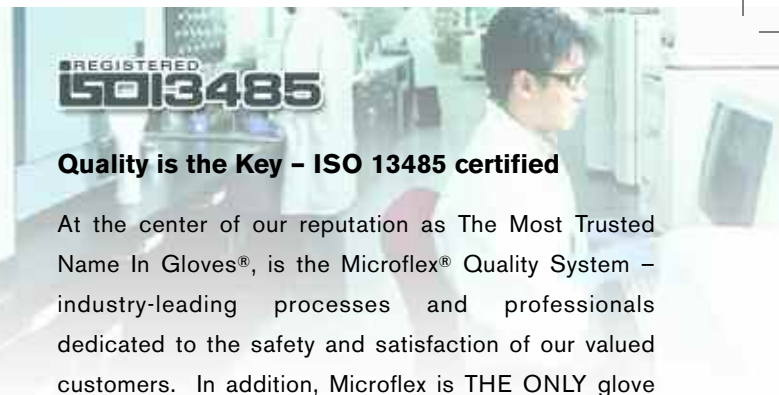 REGISTERED
ISO13485
Quality is the Key – ISO 13485 certified
At the center of our reputation as The Most Trusted
Name In Gloves®, is the Microflex® Quality System –
industry-leading processes and professionals
dedicated to the safety and satisfaction of our valued
customers. In addition, Microflex is THE ONLY glove